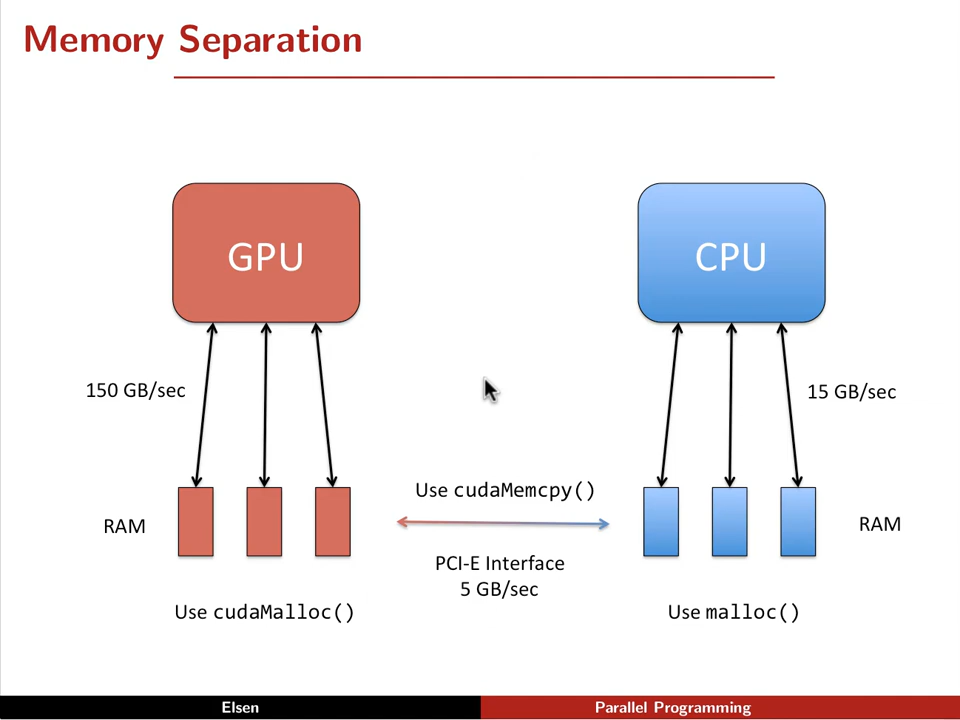 Memory Separation
GPU
CPU
150 GB/sec
15 GB/sec
Use cudaMemcpy()
RAM
RAM
PCI-E Interface
5 GB/sec
Use cudaMalloc()
Use malloc()
Elsen
Parallel Programming